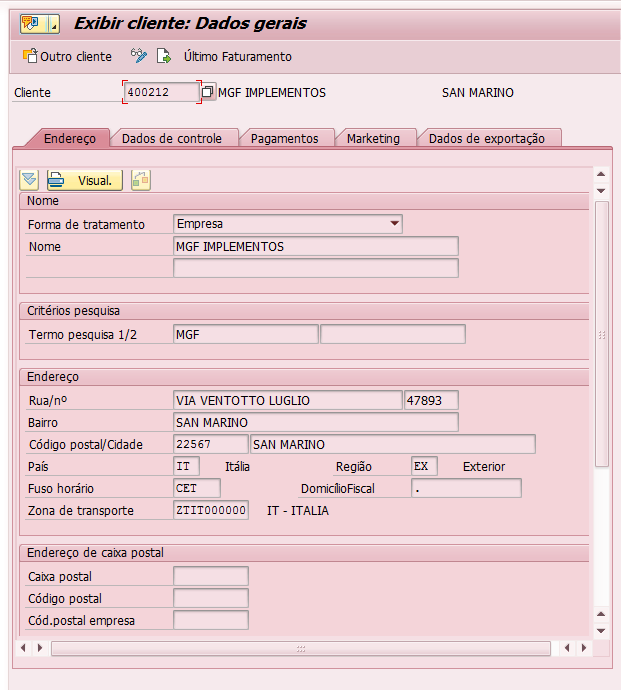 Exibir cliente: Dados gerais
Outro cliente Último Faturamento
Cliente 400212 MGF IMPLEMENTOS SAN MARINO
Endereço Dados de controle Pagamentos Marketing Dados de exportação
Visual.
Nome
Forma de tratamento Empresa
Nome MGF IMPLEMENTOS
Critérios pesquisa
Termo pesquisa 1/2 MGF
Endereço
Rua/nº VIA VENTOTTO LUGLIO 47893
Bairro SAN MARINO
Código postal/Cidade 22567 SAN MARINO
País IT Itália Região EX Exterior
Fuso horário CET DomicílioFiscal .
Zona de transporte ZTIT000000 IT - ITALIA
Endereço de caixa postal
Caixa postal
Código postal
Cód.postal empresa